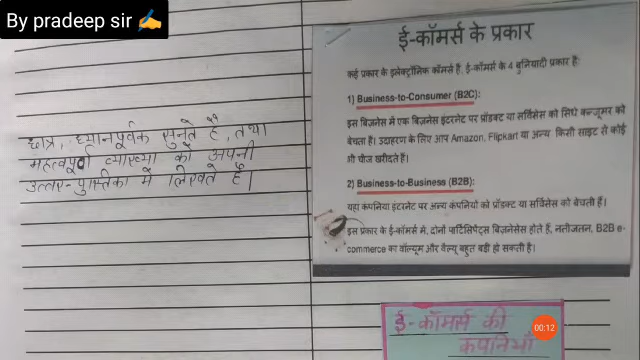 By pradeep sir ✍️
छात्र, ध्यानपूर्वक सुनते हैं, तथा
महत्वपूर्ण व्याख्या को अपनी
उत्तर-पुस्तिका में लिखते हैं।
ई-कॉमर्स के प्रकार
कई प्रकार के इलेक्ट्रॉनिक कॉमर्स हैं, ई-कॉमर्स के 4 बुनियादी प्रकार हैं:
1) Business-to-Consumer (B2C):
इस बिज़नेस में एक बिज़नेस इंटरनेट पर प्रॉडक्ट या सर्विसेस को सिधे कन्जूमर को
बेचता हैं। उदाहरण के लिए आप Amazon, Flipkart या अन्य किसी साइट से कोई
भी चीज खरीदते हैं।
2) Business-to-Business (B2B):
यहा कंपनिया इंटरनेट पर अन्य कंपनियो को प्रॉडक्ट या सर्विसेस को बेचती हैं।
इस प्रकार के ई-कॉमर्स मे, दोनों पार्टिसिपेंट्स बिज़नेसेस होते हैं, नतीजतन, B2B e-
commerce का वॉल्यूम और वैल्यू बहुत बडी हो सकती है।
ई-कॉमर्स की
कंपनियाँ
00:12